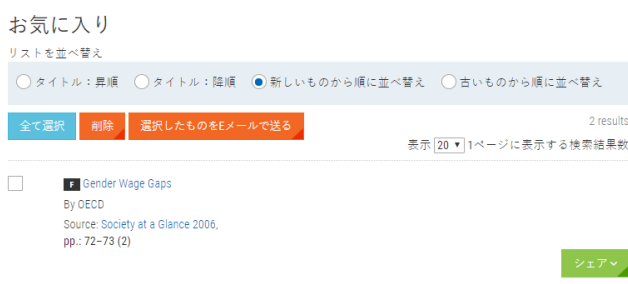 お気に入り
リストを並べ替え
タイトル：昇順 タイトル：降順 新しいものから順に並べ替え 古いものから順に並べ替え
全て選択 削除 選択したものをEメールで送る 2 results
表示 20 1ページに表示する検索結果数
F Gender Wage Gaps
By OECD
Source: Society at a Glance 2006,
pp.: 72–73 (2)
シェア